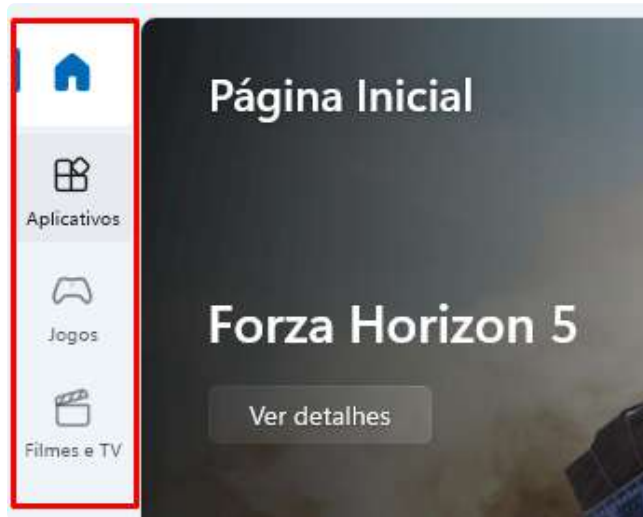 Página Inicial
Aplicativos
Jogos
Forza Horizon 5
Ver detalhes
Filmes e TV